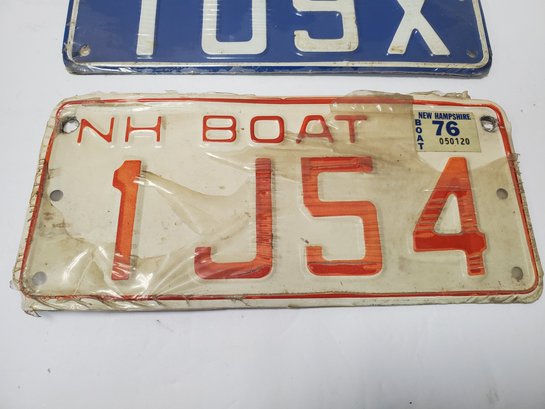 109X
NH BOAT
1J54
NEW HAMPSHIRE
BOAT 76
050120